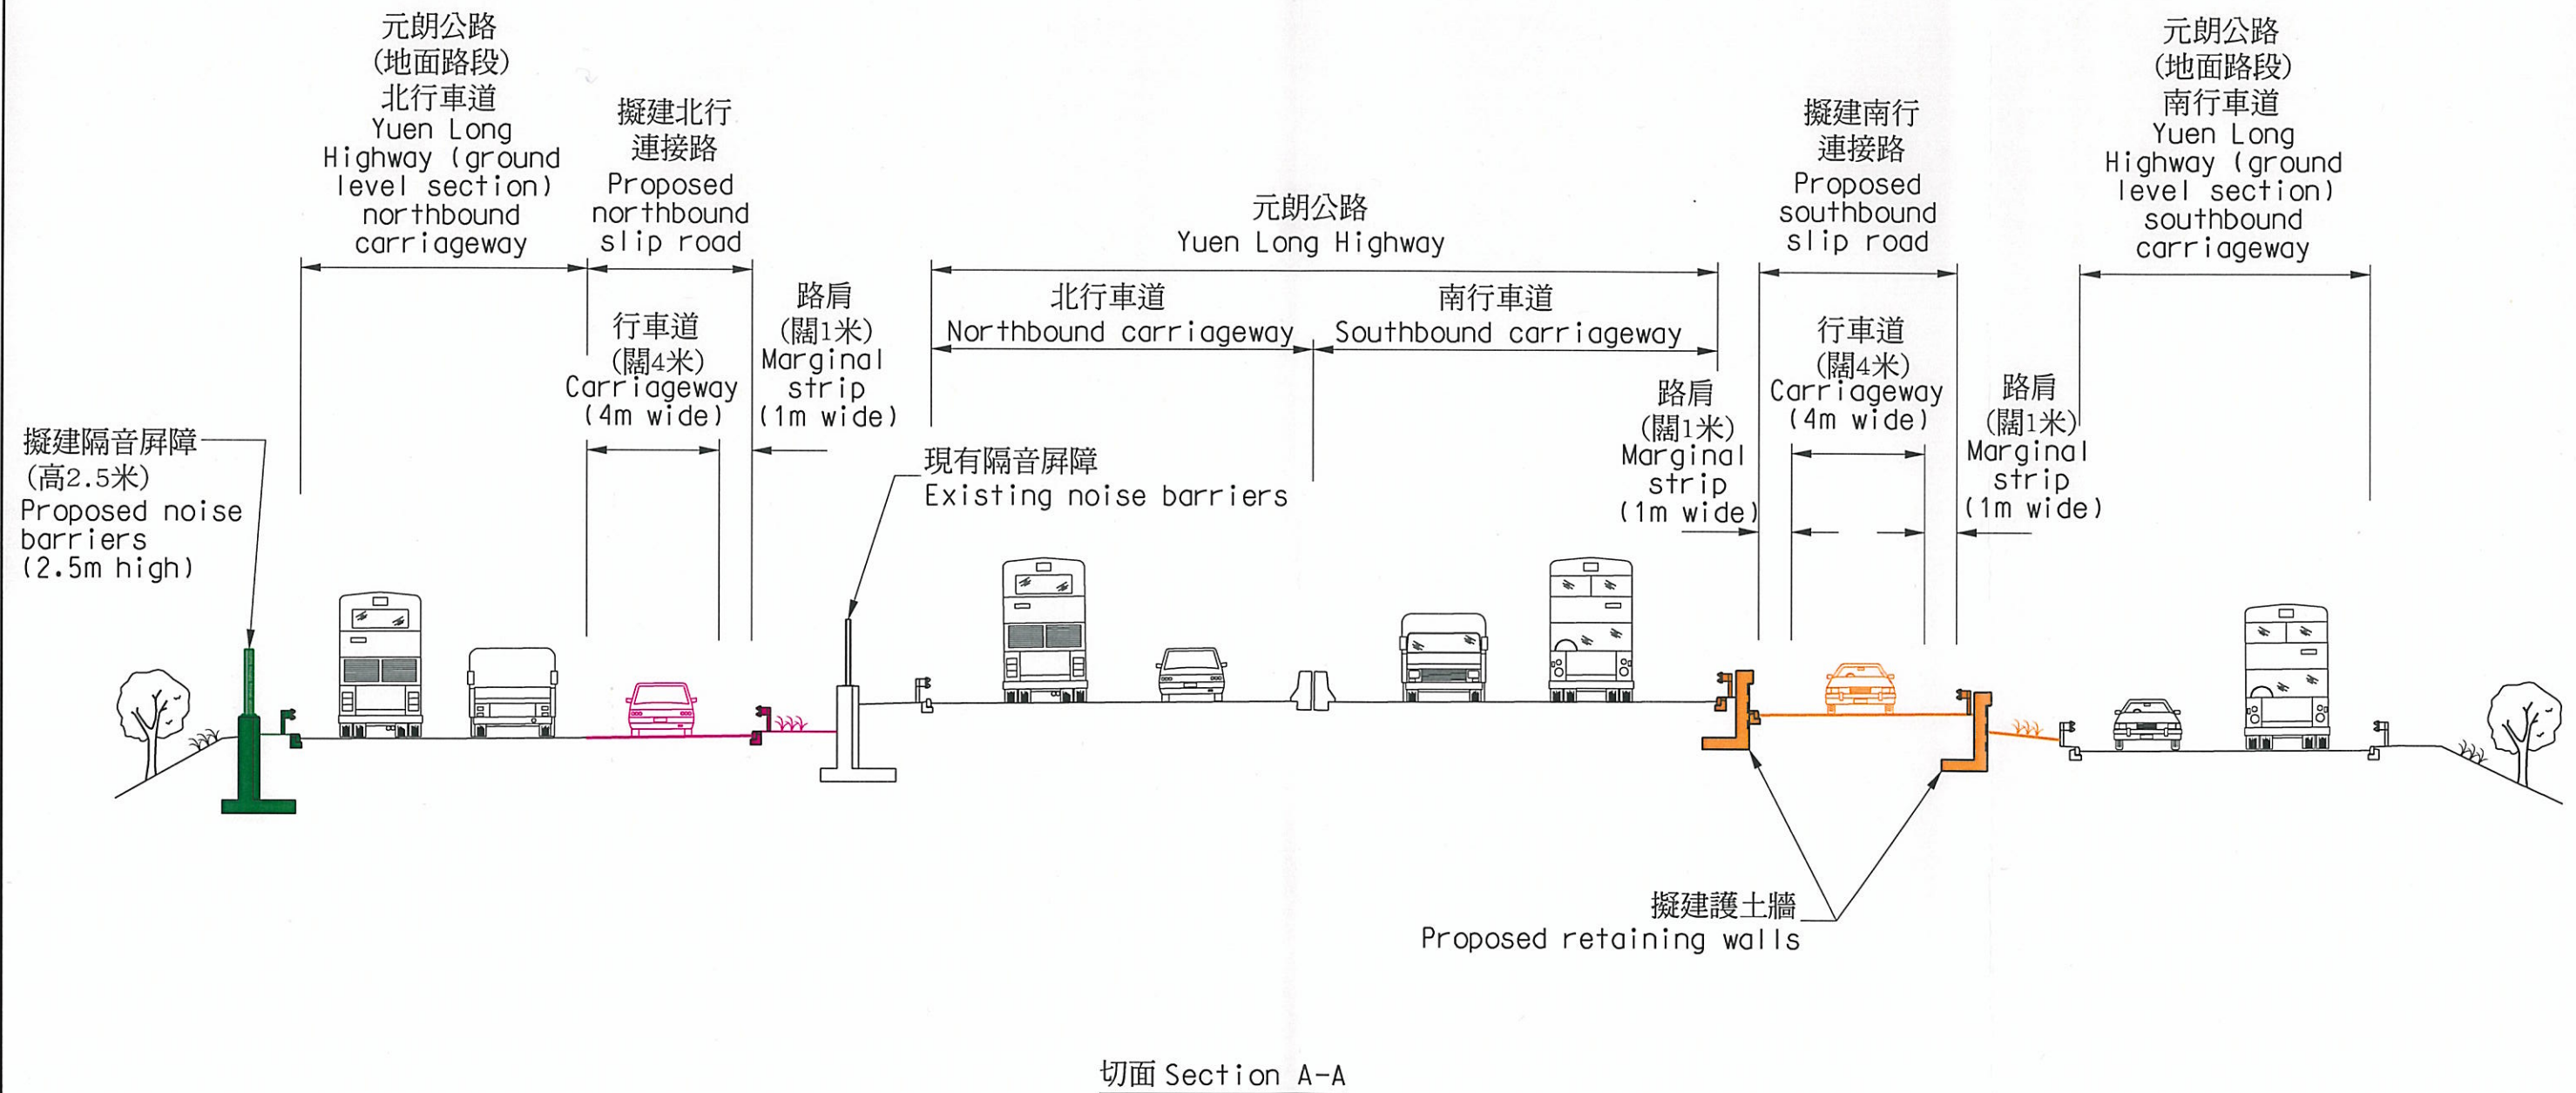 元朗公路
(地面路段)
北行車道
Yuen Long
Highway (ground
level section)
northbound
carriageway
擬建北行
連接路
Proposed
northbound
slip road
元朗公路
Yuen Long Highway
擬建南行
連接路
Proposed
southbound
slip road
元朗公路
(地面路段)
南行車道
Yuen Long
Highway (ground
level section)
southbound
carriageway
行車道
(闊4米)
Carriageway
(4m wide)
路肩
(闊1米)
Marginal
strip
(1m wide)
北行車道
Northbound carriageway
南行車道
Southbound carriageway
路肩
(闊1米)
Marginal
strip
(1m wide)
行車道
(闊4米)
Carriageway
(4m wide)
路肩
(闊1米)
Marginal
strip
(1m wide)
擬建隔音屏障
(高2.5米)
Proposed noise
barriers
(2.5m high)
現有隔音屏障
Existing noise barriers
擬建護土牆
Proposed retaining walls
切面 Section A-A